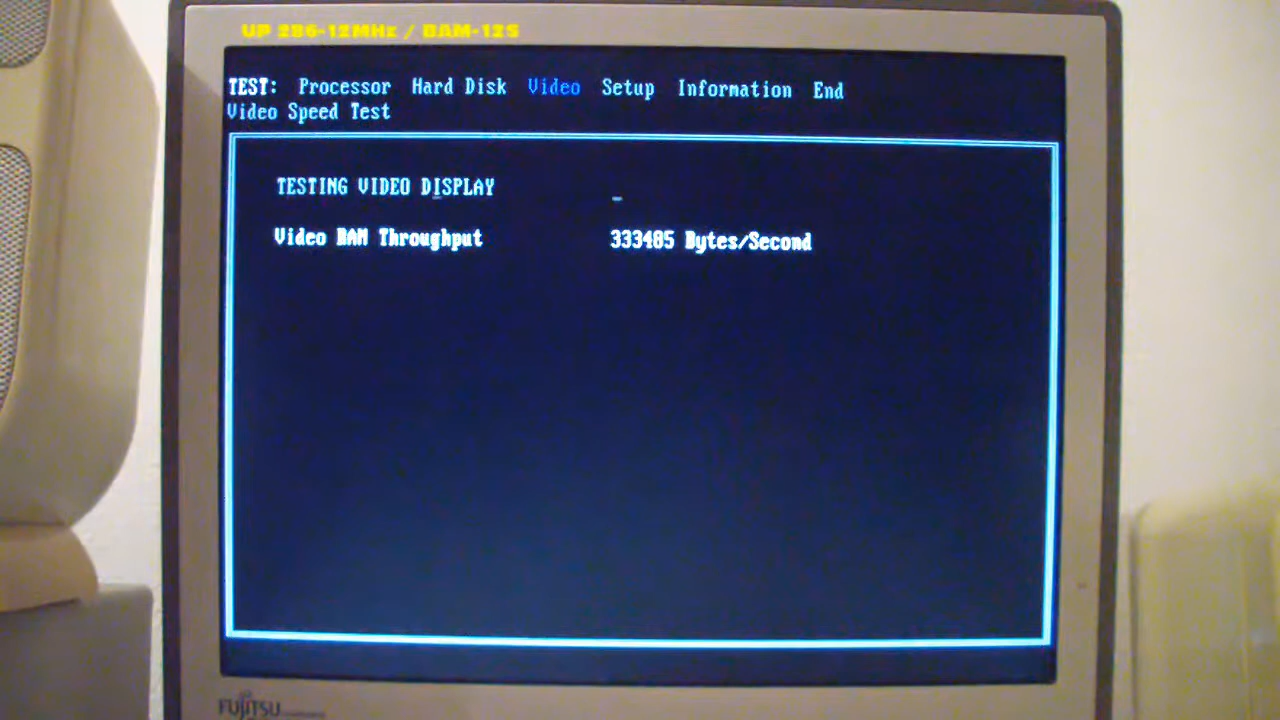 UP 286-12MHz / BAM-12S
TEST: Processor Hard Disk Video Setup Information End
Video Speed Test
TESTING VIDEO DISPLAY
Video RAM Throughput 333485 Bytes/Second
FUJITSU